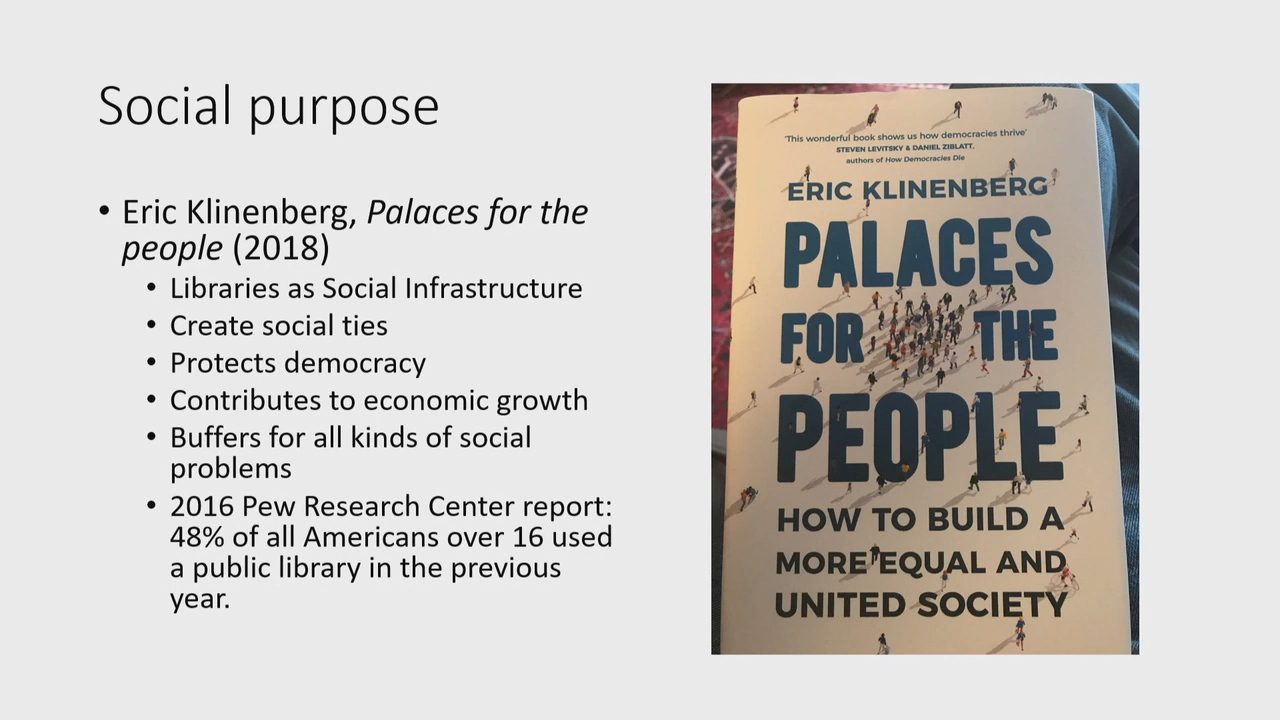 Social purpose
• Eric Klinenberg, Palaces for the
people (2018)
• Libraries as Social Infrastructure
• Create social ties
• Protects democracy
• Contributes to economic growth
• Buffers for all kinds of social
problems
• 2016 Pew Research Center report:
48% of all Americans over 16 used
a public library in the previous
year.
'This wonderful book shows us how democracies thrive'
STEVEN LEVITSKY & DANIEL ZIBLATT,
authors of How Democracies Die
ERIC KLINENBERG
PALACES
FOR THE
PEOPLE
HOW TO BUILD A
MORE EQUAL AND
UNITED SOCIETY